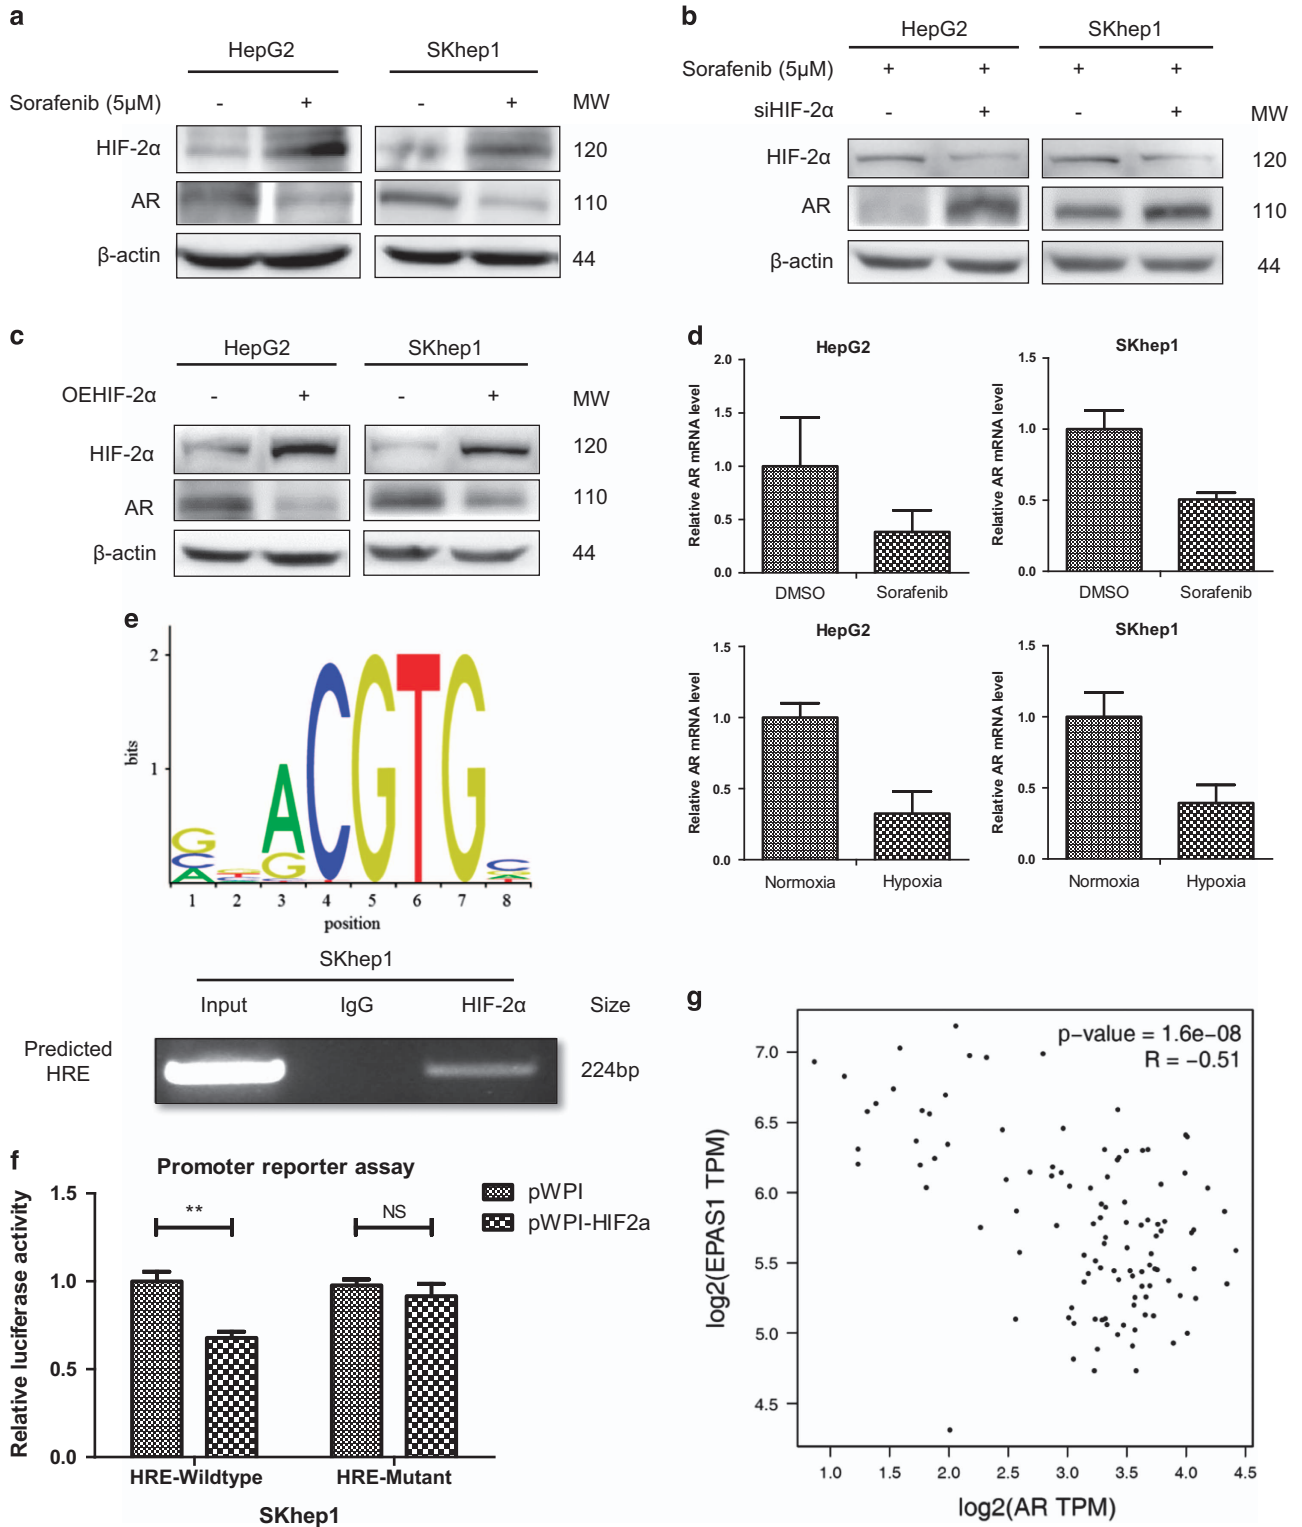 a
HepG2 SKhep1
Sorafenib (5μM) - + - + MW
HIF-2α 120
AR 110
β-actin 44
b
HepG2 SKhep1
Sorafenib (5μM) + + + +
siHIF-2α - + - + MW
HIF-2α 120
AR 110
β-actin 44
c
HepG2 SKhep1
OEHIF-2α - + - + MW
HIF-2α 120
AR 110
β-actin 44
d
HepG2
Relative AR mRNA level
2.0
1.5
1.0
0.5
0.0
DMSO Sorafenib
SKhep1
Relative AR mRNA level
1.5
1.0
0.5
0.0
DMSO Sorafenib
HepG2
Relative AR mRNA level
1.5
1.0
0.5
0.0
Normoxia Hypoxia
SKhep1
Relative AR mRNA level
1.5
1.0
0.5
0.0
Normoxia Hypoxia
e
bits
2
1
G
C
A
A
G
C
G
T
G
C
1 2 3 4 5 6 7 8
position
SKhep1
Input IgG HIF-2α Size
Predicted
HRE
224bp
f
Promoter reporter assay
pWPI
pWPI-HIF2a
Relative luciferase activity
1.5
1.0
0.5
0.0
** NS
HRE-Wildtype HRE-Mutant
SKhep1
g
p-value = 1.6e-08
R = −0.51
log2(EPAS1 TPM)
7.0
6.5
6.0
5.5
5.0
4.5
1.0 1.5 2.0 2.5 3.0 3.5 4.0 4.5
log2(AR TPM)